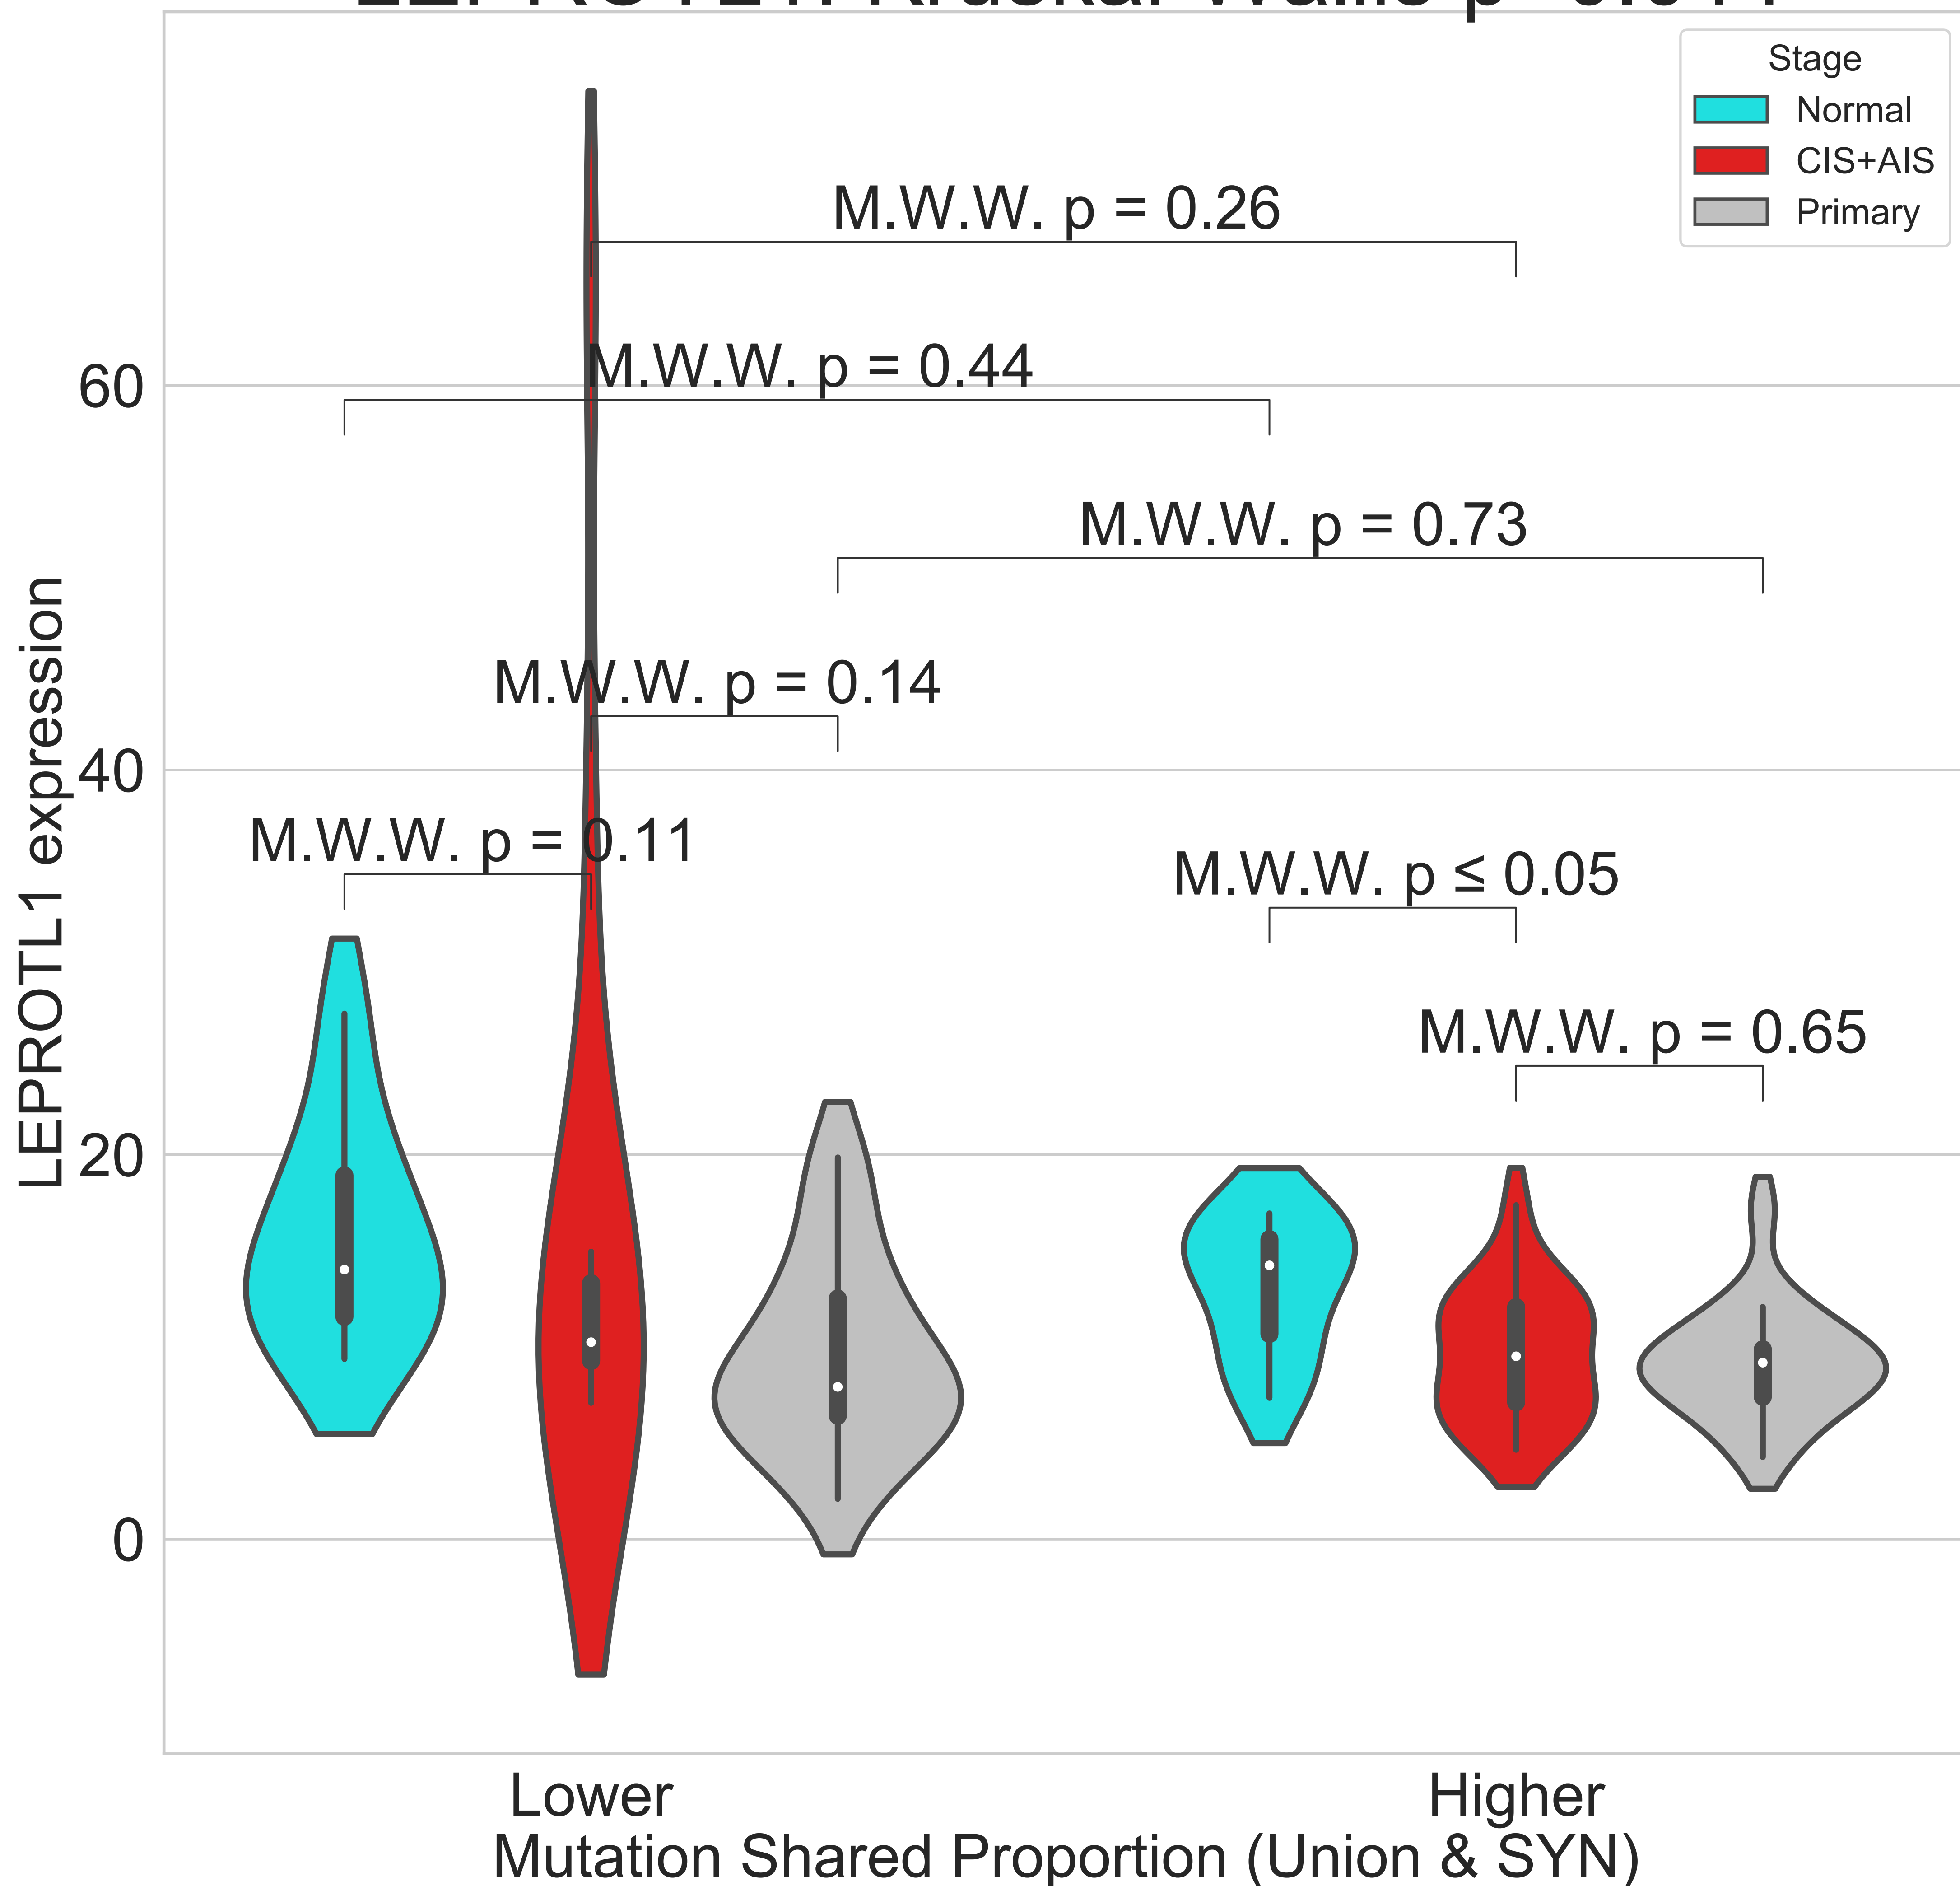 Stage
Normal
CIS+AIS
Primary
M.W.W. p = 0.26
M.W.W. p = 0.44
M.W.W. p = 0.73
M.W.W. p = 0.14
M.W.W. p = 0.11
M.W.W. p ≤ 0.05
M.W.W. p = 0.65
LEPROTL1 expression
60
40
20
0
Lower
Higher
Mutation Shared Proportion (Union & SYN)